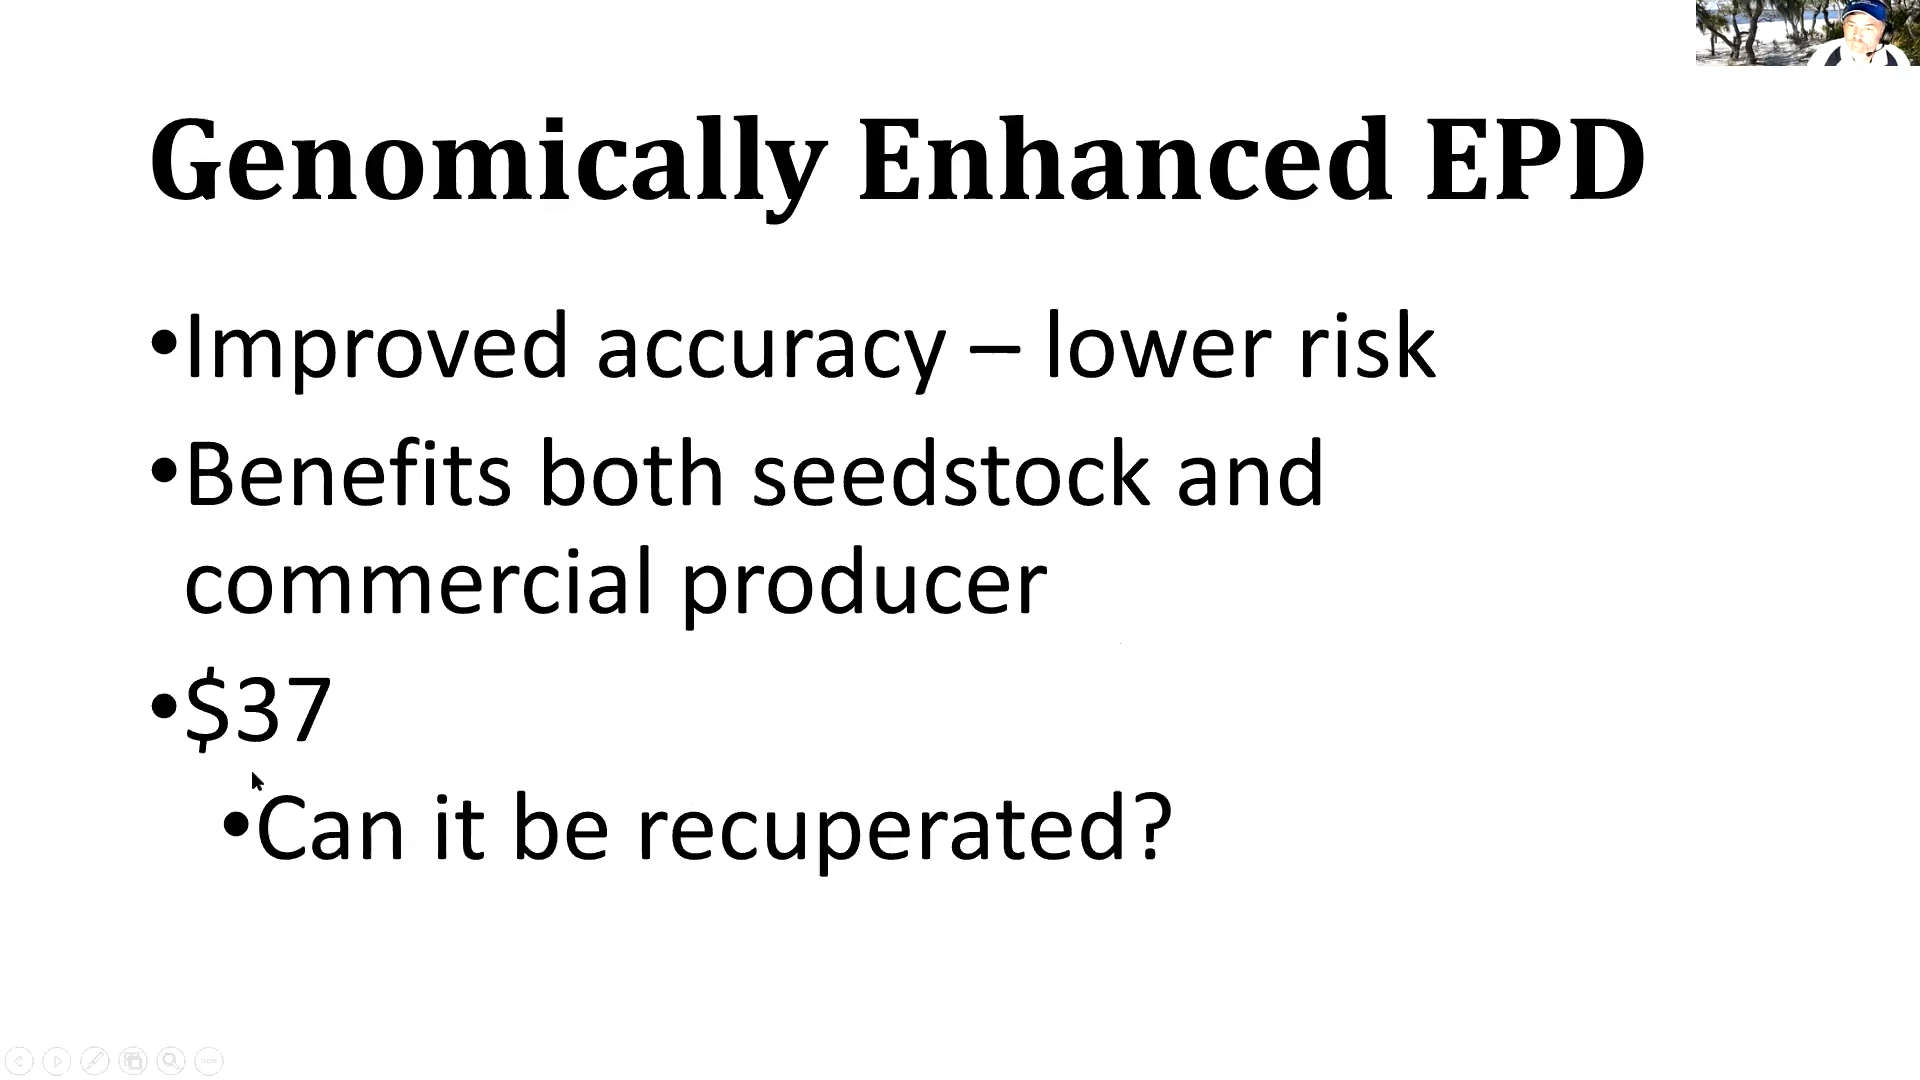 Genomically Enhanced EPD
•Improved accuracy – lower risk
•Benefits both seedstock and
commercial producer
•$37
•Can it be recuperated?